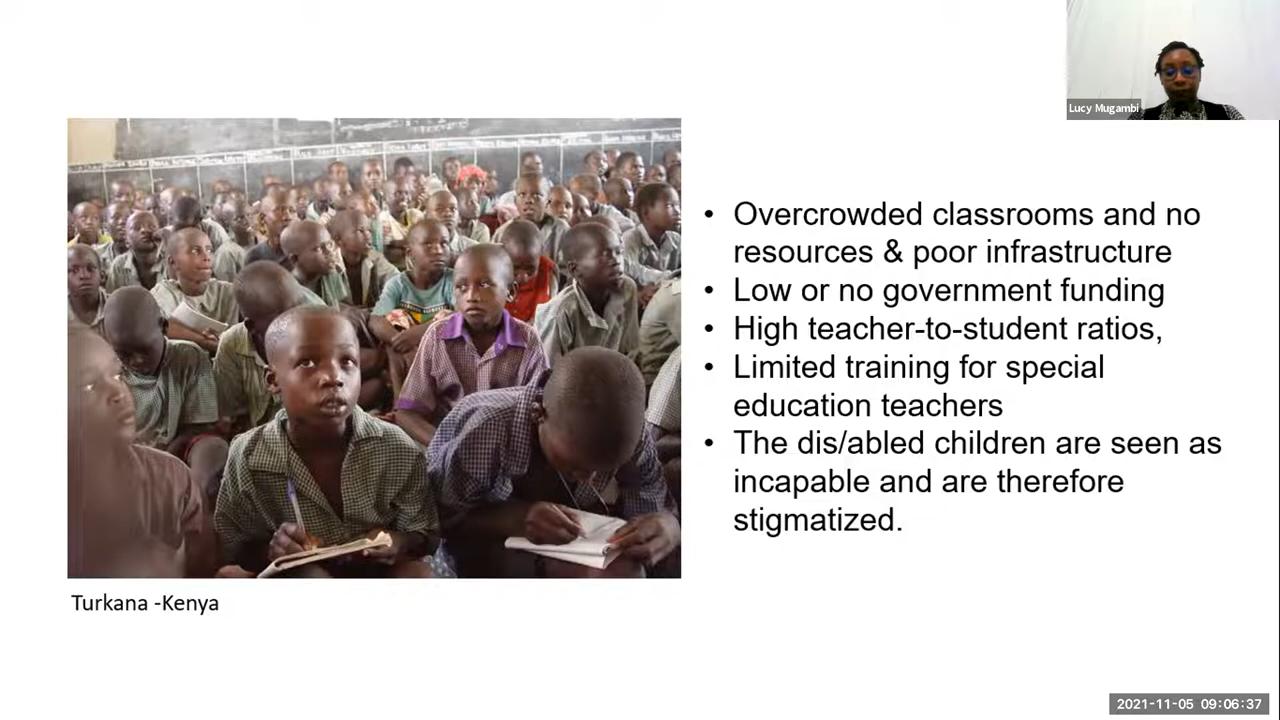 Lucy Mugambi
• Overcrowded classrooms and no
resources & poor infrastructure
• Low or no government funding
• High teacher-to-student ratios,
• Limited training for special
education teachers
• The dis/abled children are seen as
incapable and are therefore
stigmatized.
Turkana -Kenya
2021-11-05 09:06:37